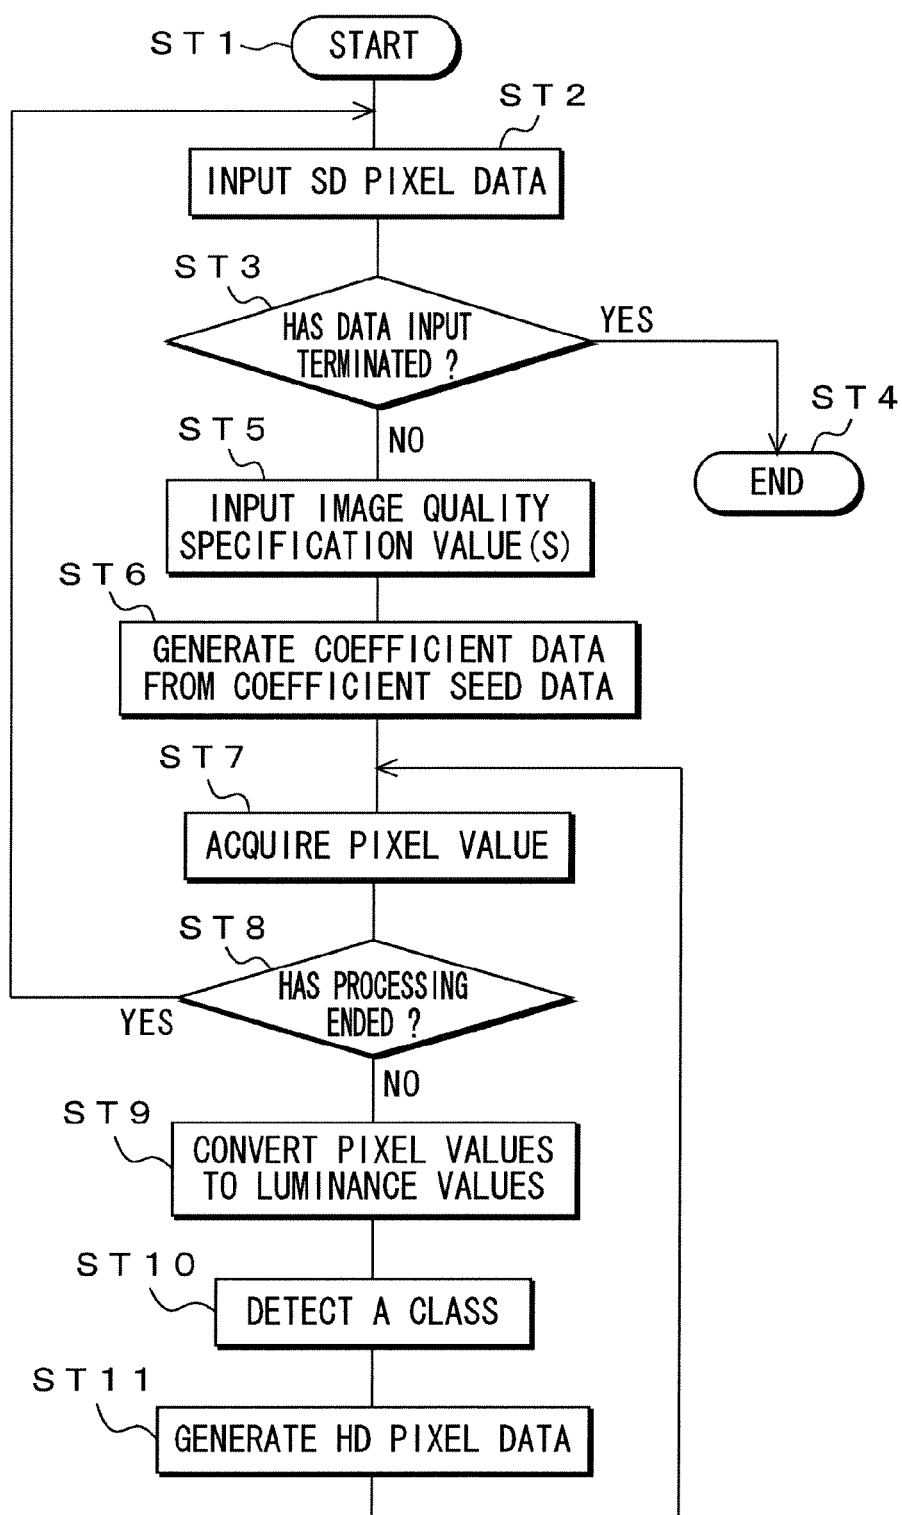 ST1
START
ST2
INPUT SD PIXEL DATA
ST3
HAS DATA INPUT
TERMINATED ?
YES
ST4
END
NO
ST5
INPUT IMAGE QUALITY
SPECIFICATION VALUE(S)
ST6
GENERATE COEFFICIENT DATA
FROM COEFFICIENT SEED DATA
ST7
ACQUIRE PIXEL VALUE
ST8
HAS PROCESSING
ENDED ?
YES
NO
ST9
CONVERT PIXEL VALUES
TO LUMINANCE VALUES
ST10
DETECT A CLASS
ST11
GENERATE HD PIXEL DATA